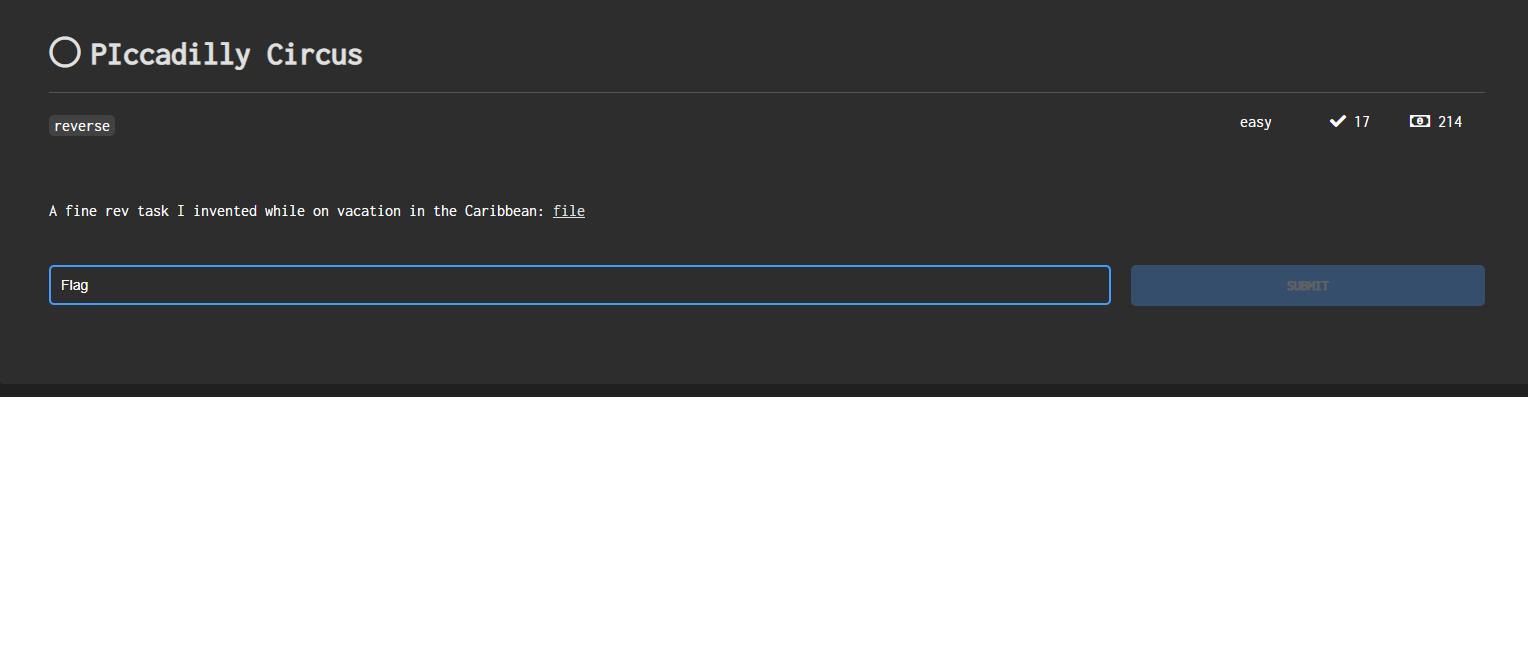 PIccadilly Circus
reverse
easy 17 214
A fine rev task I invented while on vacation in the Caribbean: file
Flag
SUBMIT